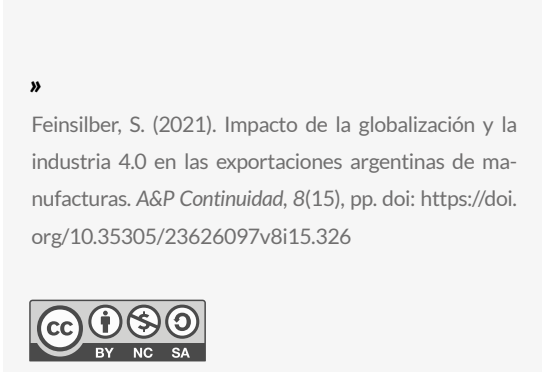 »
Feinsilber, S. (2021). Impacto de la globalización y la
industria 4.0 en las exportaciones argentinas de ma-
nufacturas. A&P Continuidad, 8(15), pp. doi: https://doi.
org/10.35305/23626097v8i15.326
cc
BY NC SA